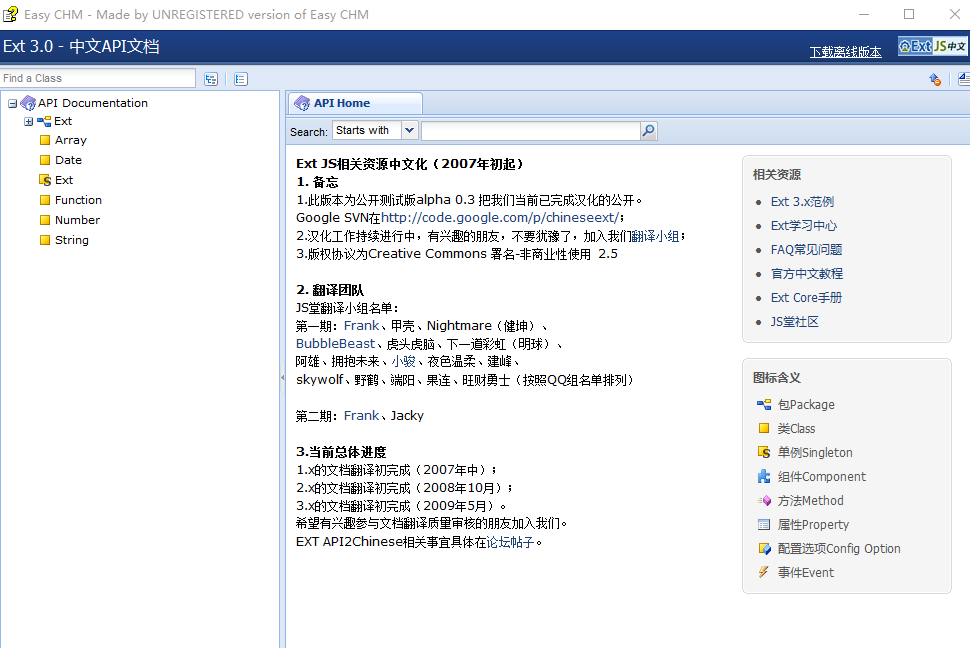 Easy CHM - Made by UNREGISTERED version of Easy CHM
Ext 3.0 - 中文API文档
下载离线版本
ExtJS中文
Find a Class
API Documentation
Ext
Array
Date
Ext
Function
Number
String
API Home
Search: Starts with
Ext JS相关资源中文化（2007年初起）
1. 备忘
1.此版本为公开测试版alpha 0.3 把我们当前已完成汉化的公开。
Google SVN在http://code.google.com/p/chineseext/;
2.汉化工作持续进行中，有兴趣的朋友，不要犹豫了，加入我们翻译小组；
3.版权协议为Creative Commons 署名-非商业性使用 2.5
2. 翻译团队
JS堂翻译小组名单：
第一期：Frank、甲壳、Nightmare（健坤）、
BubbleBeast、虎头虎脑、下一道彩虹（明球）、
阿雄、拥抱未来、小骏、夜色温柔、建峰、
skywolf、野鹤、端阳、果连、旺财勇士（按照QQ组名单排列）
第二期：Frank、Jacky
3.当前总体进度
1.x的文档翻译初完成（2007年中）；
2.x的文档翻译初完成（2008年10月）；
3.x的文档翻译初完成（2009年5月）。
希望有兴趣参与文档翻译质量审核的朋友加入我们。
EXT API2Chinese相关事宜具体在论坛帖子。
相关资源
Ext 3.x范例
Ext学习中心
FAQ常见问题
官方中文教程
Ext Core手册
JS堂社区
图标含义
包Package
类Class
单例Singleton
组件Component
方法Method
属性Property
配置选项Config Option
事件Event